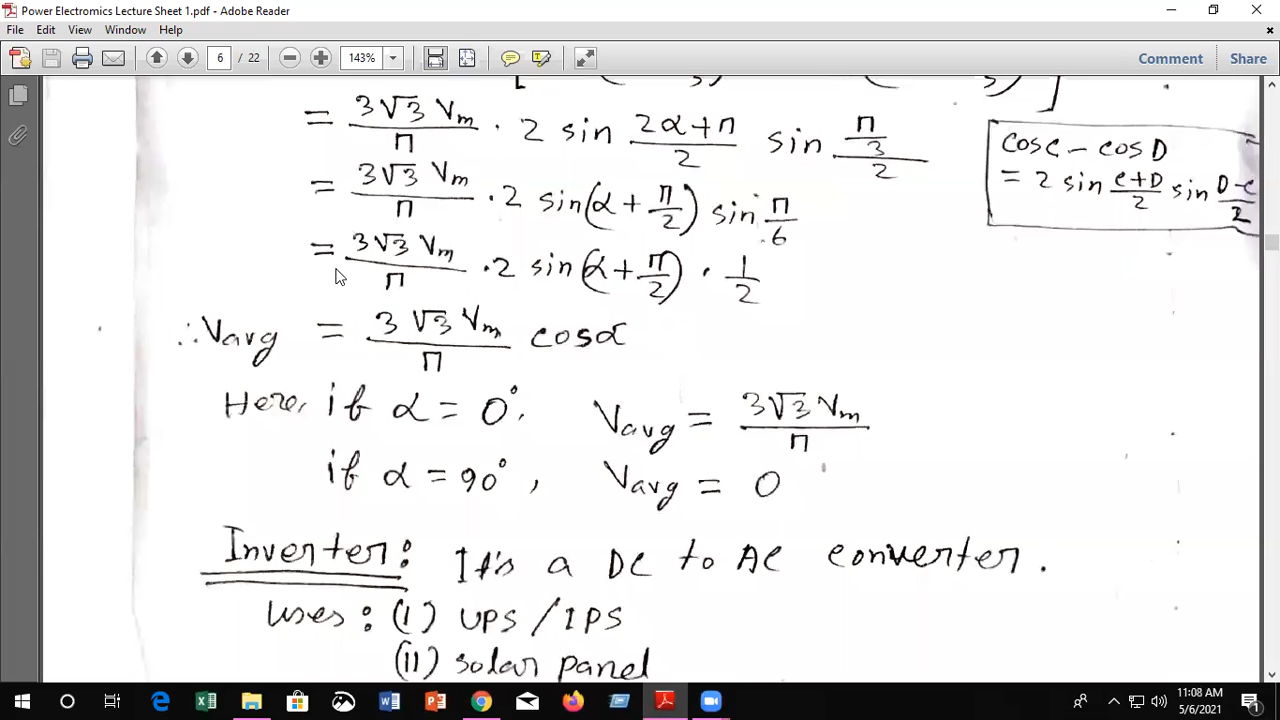 Power Electronics Lecture Sheet 1.pdf - Adobe Reader
File Edit View Window Help
6 / 22 143% Comment Share
= 3√3 Vm / π · 2 sin (2α+π)/2 sin (π/3)/2
cosC - cosD
= 2 sin (C+D)/2 sin (D-C)/2
= 3√3 Vm / π · 2 sin(α + π/2) sin π/6
= 3√3 Vm / π · 2 sin(α + π/2) · 1/2
∴ Vavg = 3√3 Vm / π cosα
Here, if α = 0°, Vavg = 3√3 Vm / π
if α = 90°, Vavg = 0
Inverter: It's a DC to AC converter.
Uses: (I) UPS / IPS
(II) solar panel
11:08 AM
5/6/2021